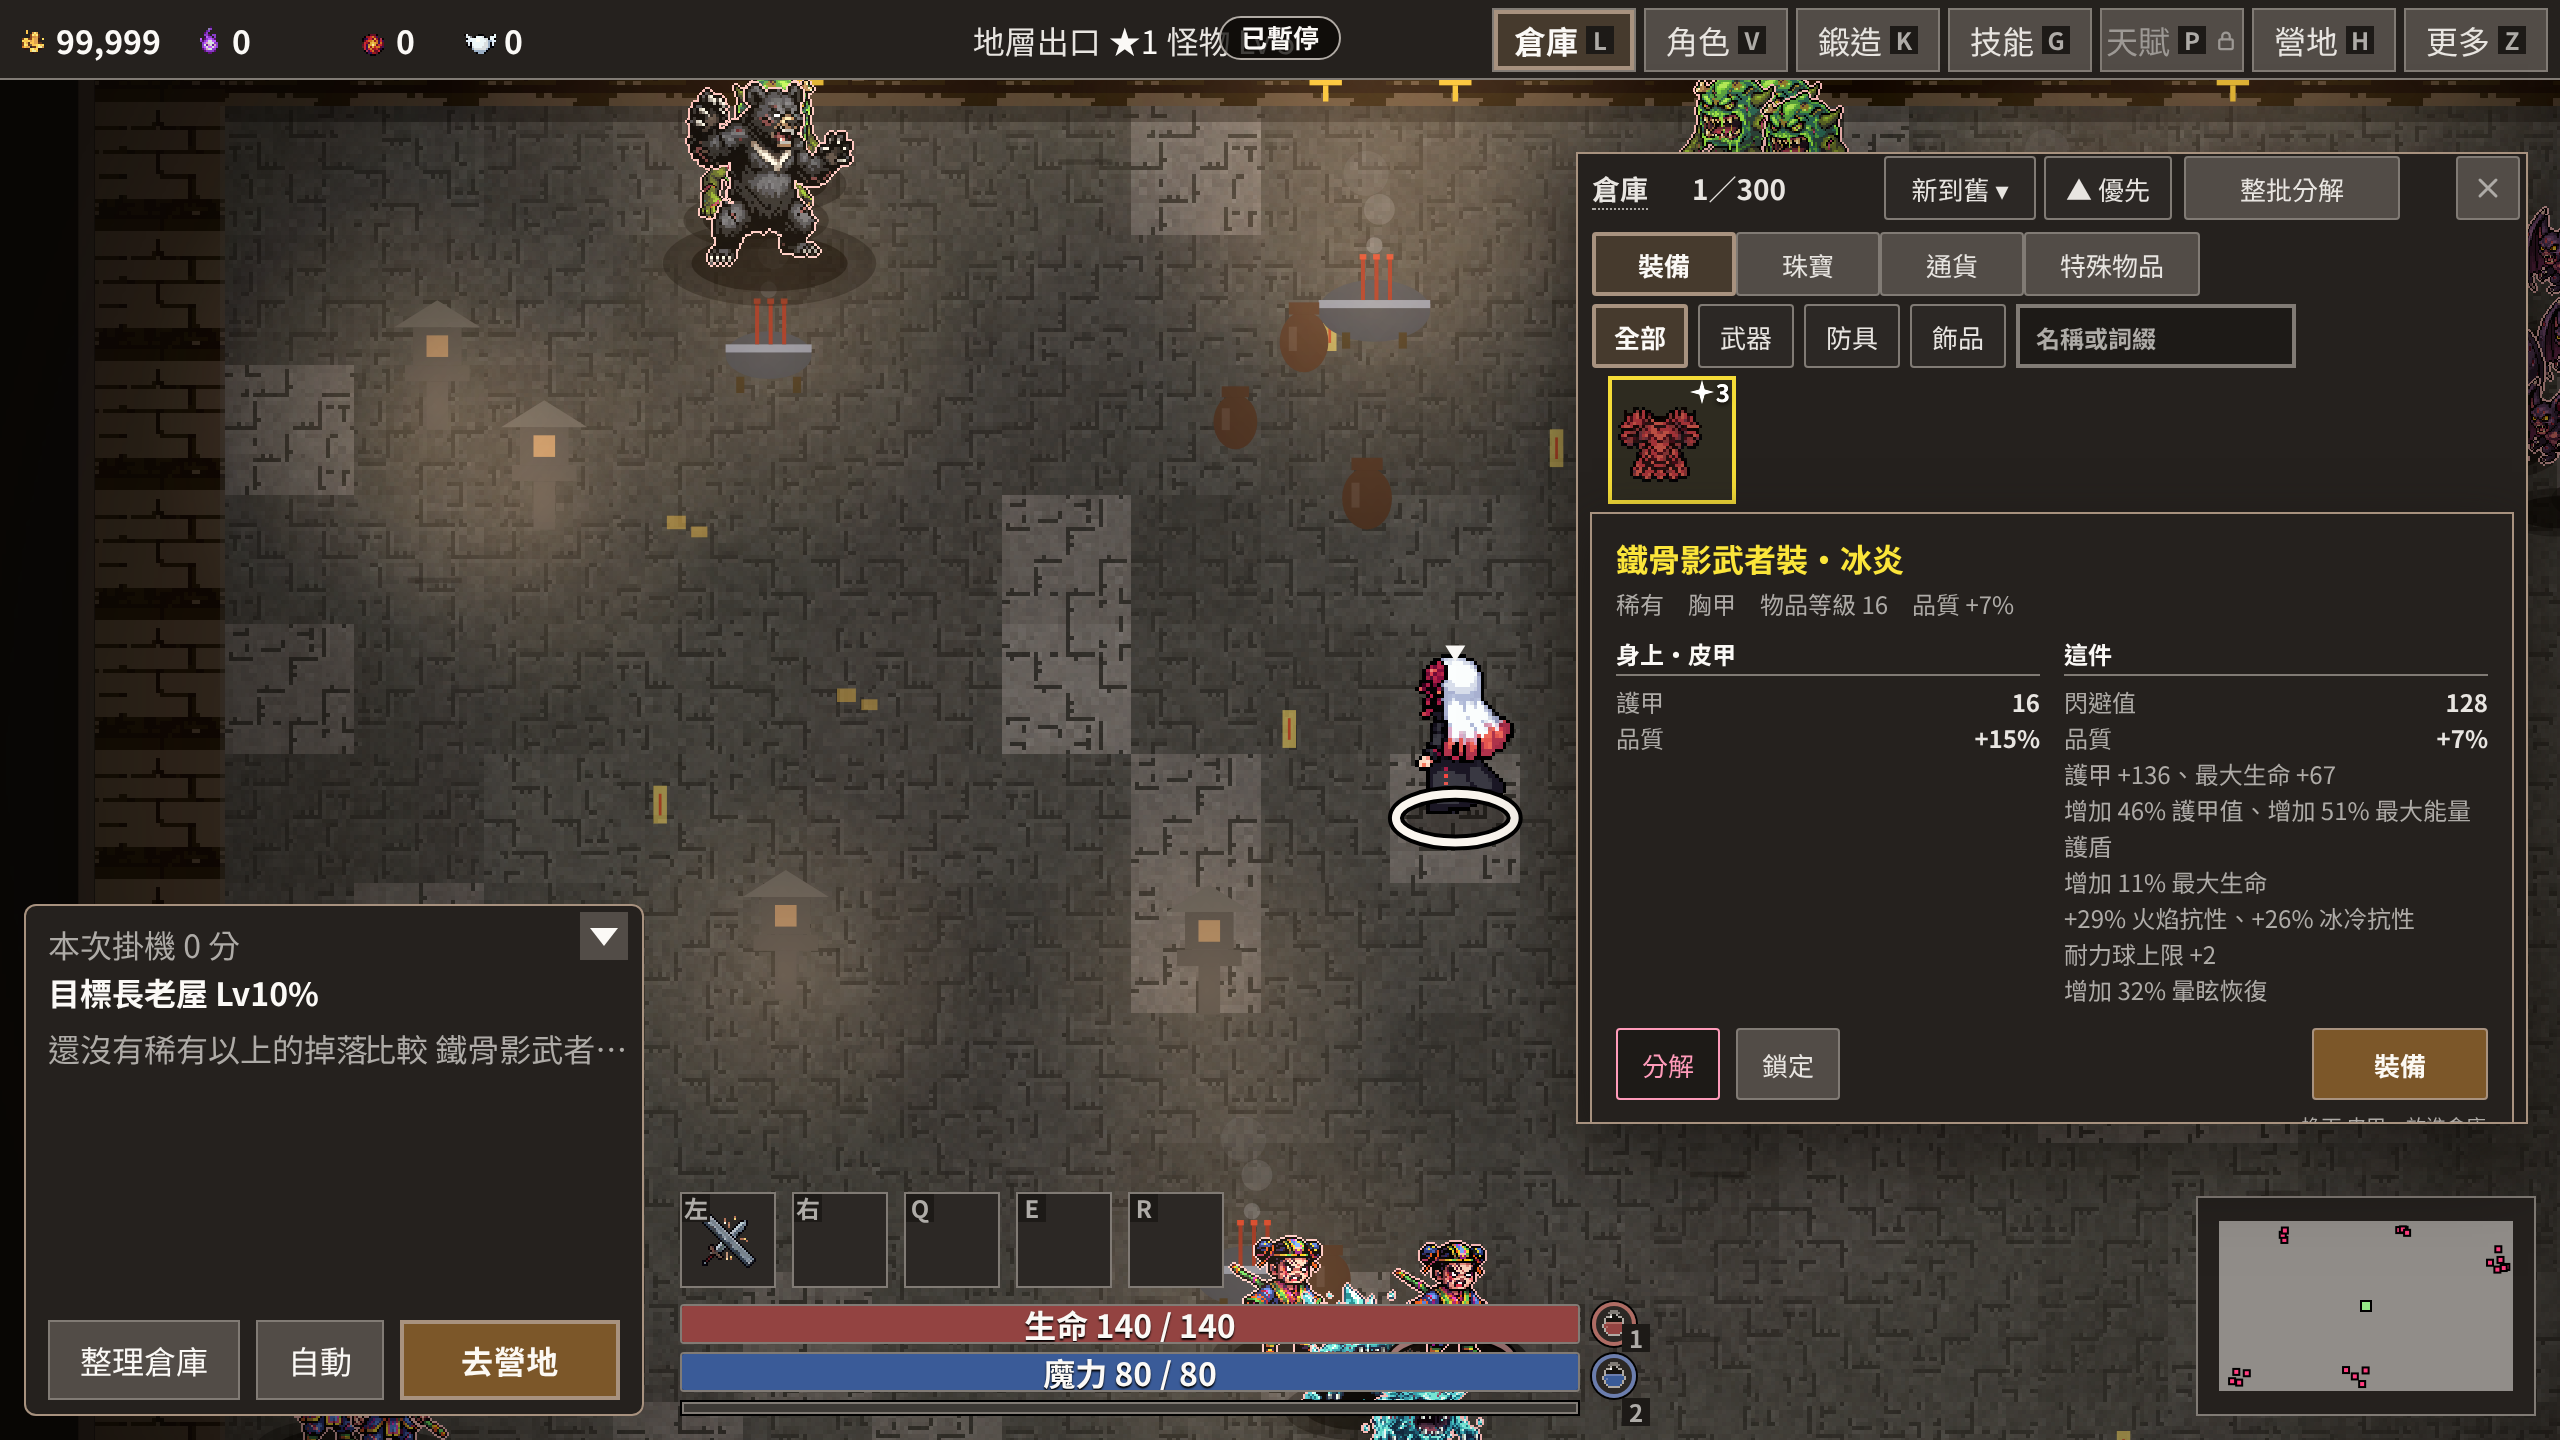 99,999 0 0 0
地層出口 ★1 怪物
已暫停
倉庫 L
角色 V
鍛造 K
技能 G
天賦 P
營地 H
更多 Z
倉庫 1／300
新到舊 ▾
▲ 優先
整批分解
裝備
珠寶
通貨
特殊物品
全部
武器
防具
飾品
名稱或詞綴
3
鐵骨影武者裝・冰炎
稀有 胸甲 物品等級 16 品質 +7%
身上・皮甲
護甲 16
品質 +15%
這件
閃避值 128
品質 +7%
護甲 +136、最大生命 +67
增加 46% 護甲值、增加 51% 最大能量
護盾
增加 11% 最大生命
+29% 火焰抗性、+26% 冰冷抗性
耐力球上限 +2
增加 32% 暈眩恢復
分解
鎖定
裝備
本次掛機 0 分
目標長老屋 Lv10%
還沒有稀有以上的掉落比較 鐵骨影武者…
整理倉庫
自動
去營地
左
右
Q
E
R
生命 140 / 140
1
魔力 80 / 80
2